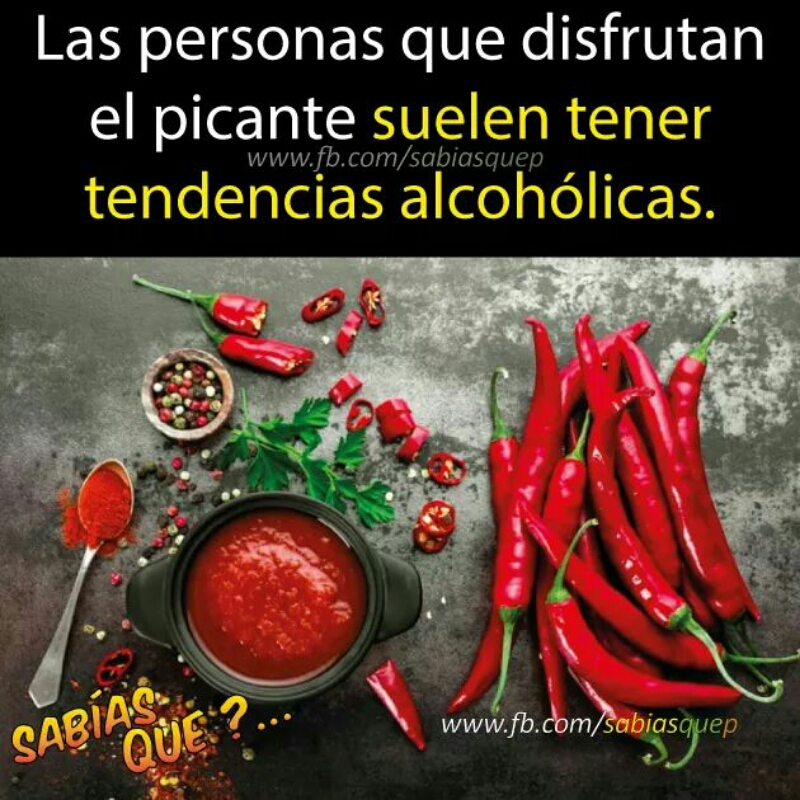 Las personas que disfrutan
el picante suelen tener
www.fb.com/sabiasquep
tendencias alcohólicas.
www.fb.com/sabiasquep
SABÍAS
QUE ?...